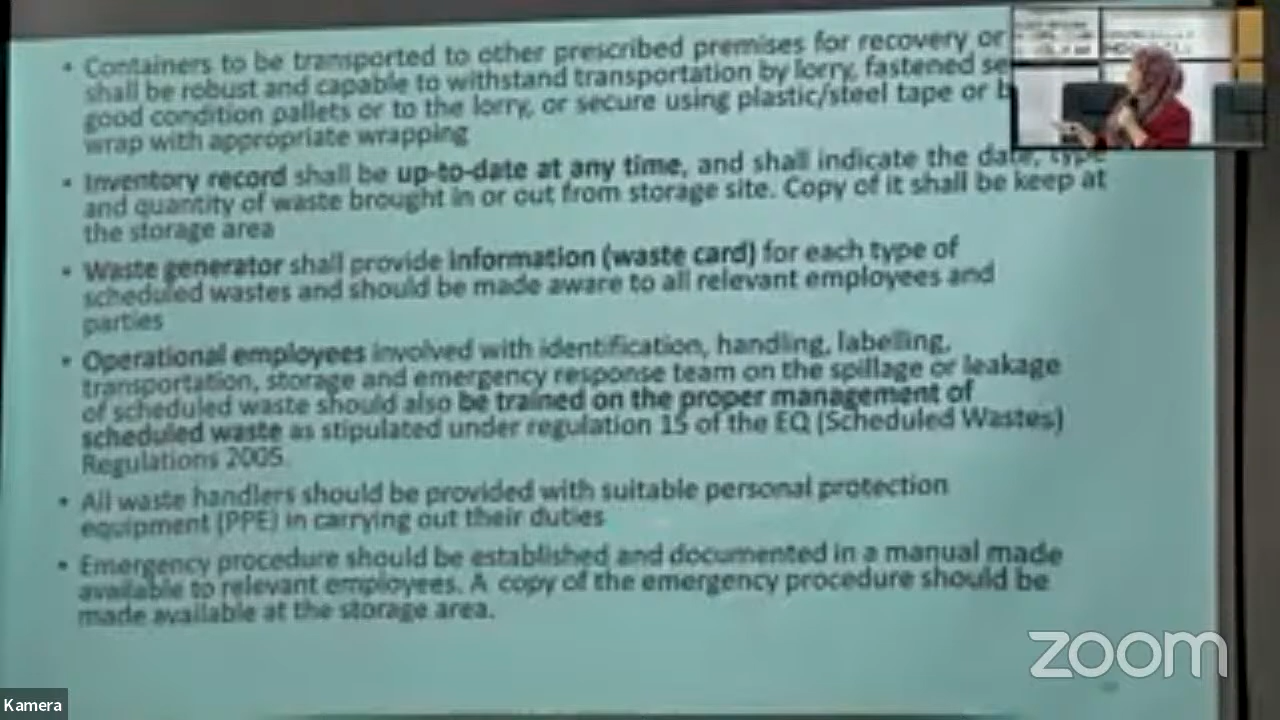 • Containers to be transported to other prescribed premises for recovery or
shall be robust and capable to withstand transportation by lorry, fastened
good condition pallets or to the lorry, or secure using plastic/steel tape or
wrap with appropriate wrapping
• Inventory record shall be up-to-date at any time, and shall indicate the date, type
and quantity of waste brought in or out from storage site. Copy of it shall be keep at
the storage area
• Waste generator shall provide information (waste card) for each type of
scheduled wastes and should be made aware to all relevant employees and
parties
• Operational employees involved with identification, handling, labelling,
transportation, storage and emergency response team on the spillage or leakage
of scheduled waste should also be trained on the proper management of
scheduled waste as stipulated under regulation 15 of the EQ (Scheduled Wastes)
Regulations 2005.
• All waste handlers should be provided with suitable personal protection
equipment (PPE) in carrying out their duties
• Emergency procedure should be established and documented in a manual made
available to relevant employees. A copy of the emergency procedure should be
made available at the storage area.
zoom
Kamera